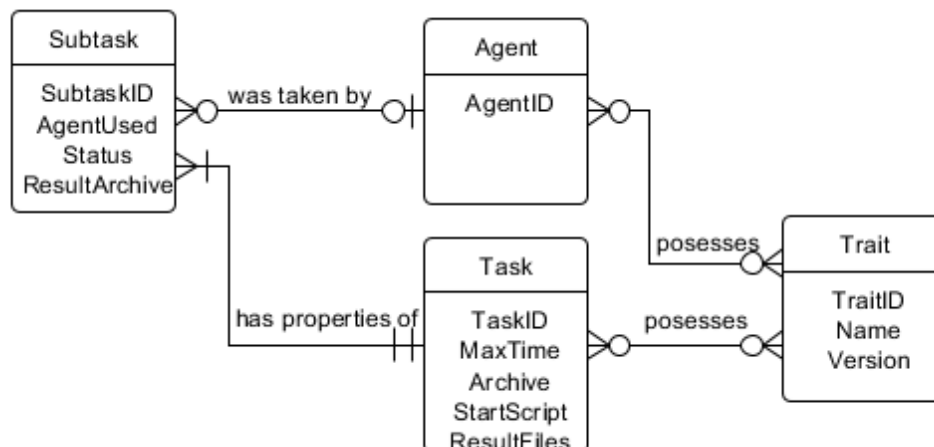 Subtask
SubtaskID
AgentUsed
Status
ResultArchive
was taken by
Agent
AgentID
has properties of
Task
TaskID
MaxTime
Archive
StartScript
ResultFiles
posesses
posesses
Trait
TraitID
Name
Version